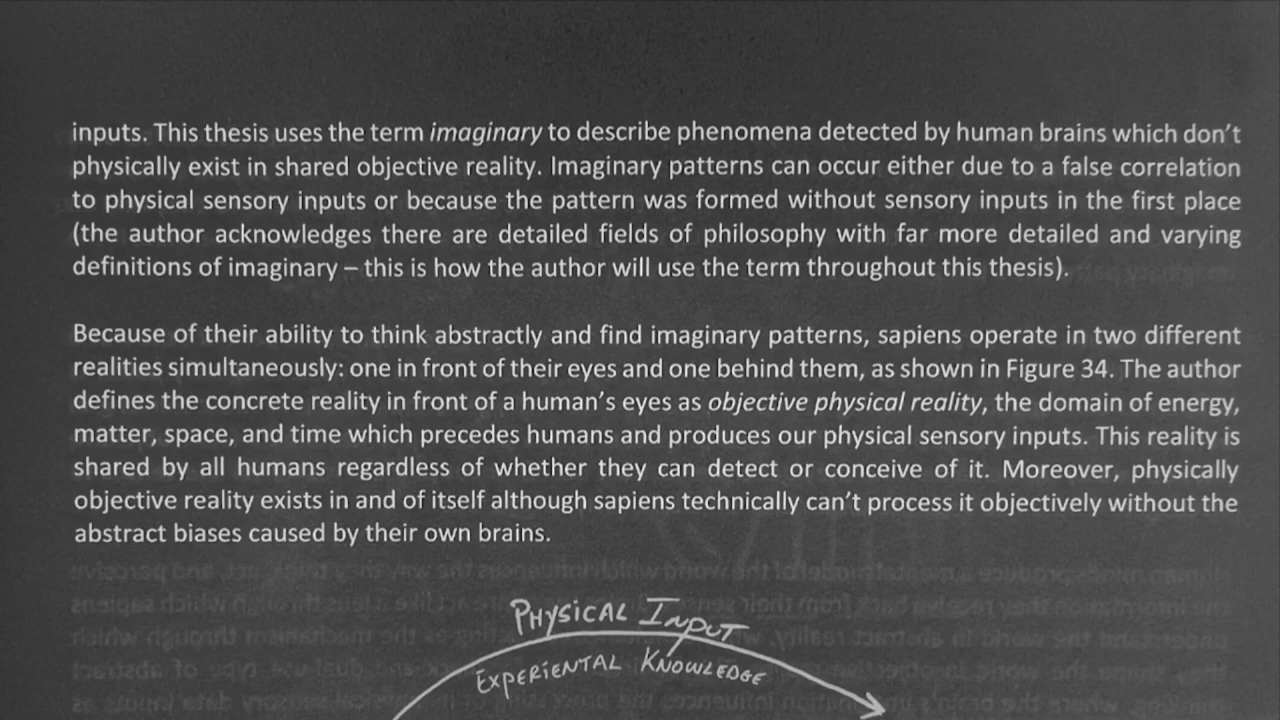 inputs. This thesis uses the term imaginary to describe phenomena detected by human brains which don't
physically exist in shared objective reality. Imaginary patterns can occur either due to a false correlation
to physical sensory inputs or because the pattern was formed without sensory inputs in the first place
(the author acknowledges there are detailed fields of philosophy with far more detailed and varying
definitions of imaginary – this is how the author will use the term throughout this thesis).
Because of their ability to think abstractly and find imaginary patterns, sapiens operate in two different
realities simultaneously: one in front of their eyes and one behind them, as shown in Figure 34. The author
defines the concrete reality in front of a human's eyes as objective physical reality, the domain of energy,
matter, space, and time which precedes humans and produces our physical sensory inputs. This reality is
shared by all humans regardless of whether they can detect or conceive of it. Moreover, physically
objective reality exists in and of itself although sapiens technically can't process it objectively without the
abstract biases caused by their own brains.
PHYSICAL INPUT
EXPERIENTAL KNOWLEDGE